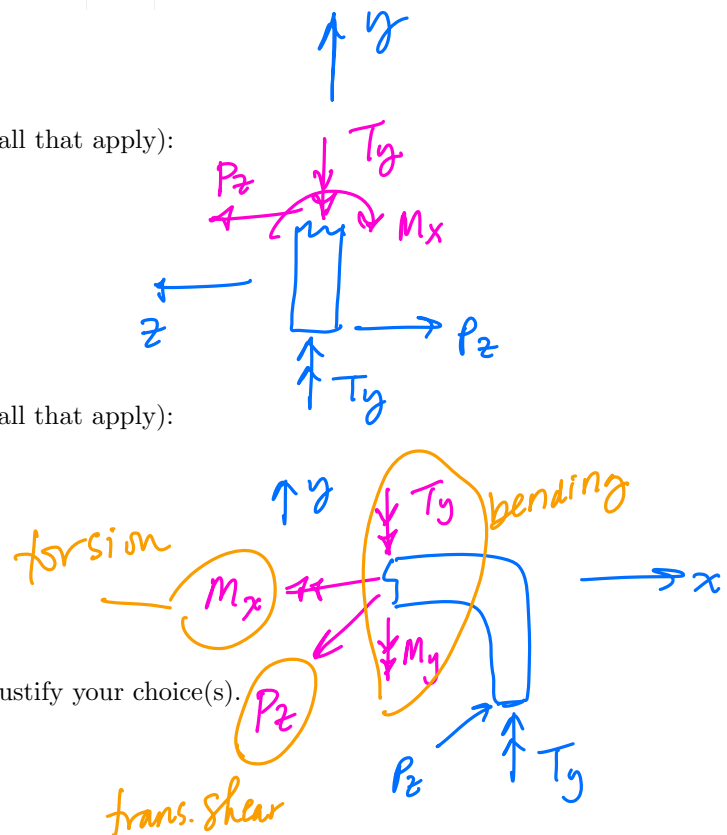 y
all that apply):
Ty
Pz
Mx
z
Pz
Ty
all that apply):
y
Ty
bending
torsion
Mx
x
My
ustify your choice(s).
Pz
Pz
Ty
trans. shear